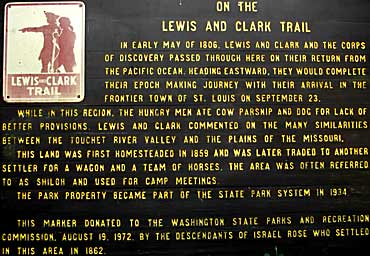 ON THE
LEWIS AND CLARK TRAIL
LEWIS AND CLARK
TRAIL
IN EARLY MAY OF 1806, LEWIS AND CLARK AND THE CORPS
OF DISCOVERY PASSED THROUGH HERE ON THEIR RETURN FROM
THE PACIFIC OCEAN. HEADING EASTWARD, THEY WOULD COMPLETE
THEIR EPOCH MAKING JOURNEY WITH THEIR ARRIVAL IN THE
FRONTIER TOWN OF ST. LOUIS ON SEPTEMBER 23.
WHILE IN THIS REGION, THE HUNGRY MEN ATE COW PARSNIP AND DOG FOR LACK OF
BETTER PROVISIONS. LEWIS AND CLARK COMMENTED ON THE MANY SIMILARITIES
BETWEEN THE TOUCHET RIVER VALLEY AND THE PLAINS OF THE MISSOURI.
THIS LAND WAS FIRST HOMESTEADED IN 1859 AND WAS LATER TRADED TO ANOTHER
SETTLER FOR A WAGON AND A TEAM OF HORSES. THE AREA WAS OFTEN REFERRED
TO AS SHILOH AND USED FOR CAMP MEETINGS.
THE PARK PROPERTY BECAME PART OF THE STATE PARK SYSTEM IN 1934.
THIS MARKER DONATED TO THE WASHINGTON STATE PARKS AND RECREATION
COMMISSION, AUGUST 19, 1972, BY THE DESCENDANTS OF ISRAEL ROSE WHO SETTLED
IN THIS AREA IN 1862.